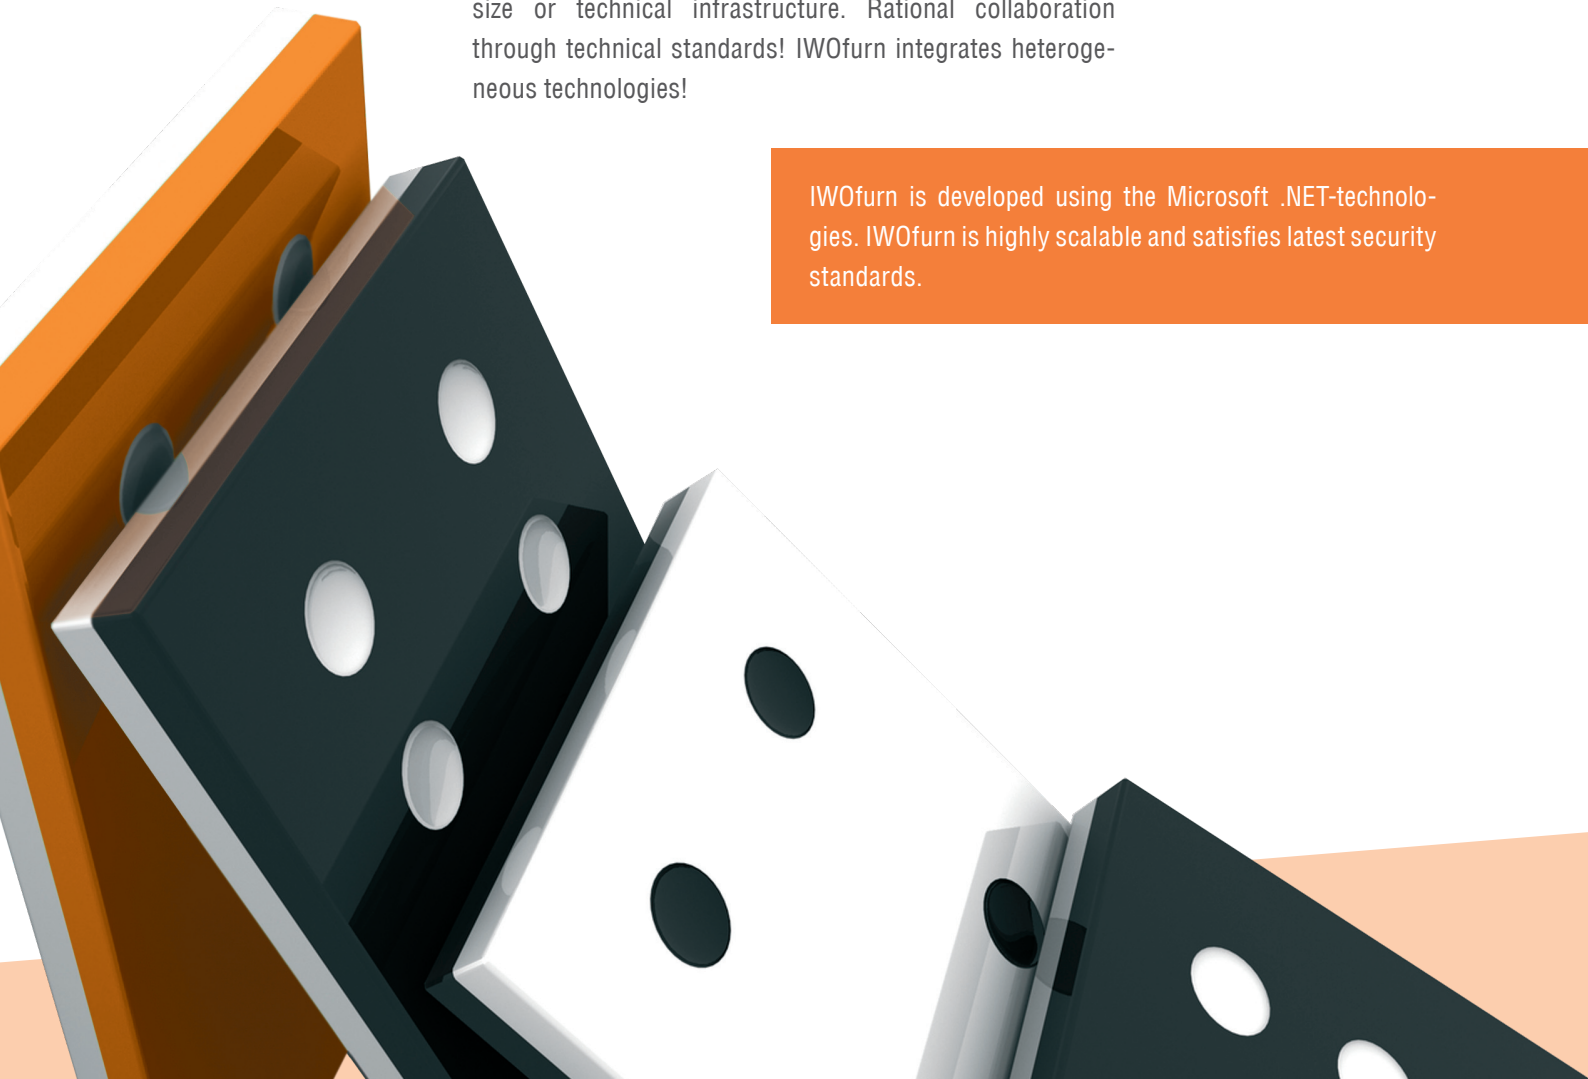 size or technical infrastructure. Rational collaboration
through technical standards! IWOfurn integrates heteroge-
neous technologies!
IWOfurn is developed using the Microsoft .NET-technolo-
gies. IWOfurn is highly scalable and satisfies latest security
standards.